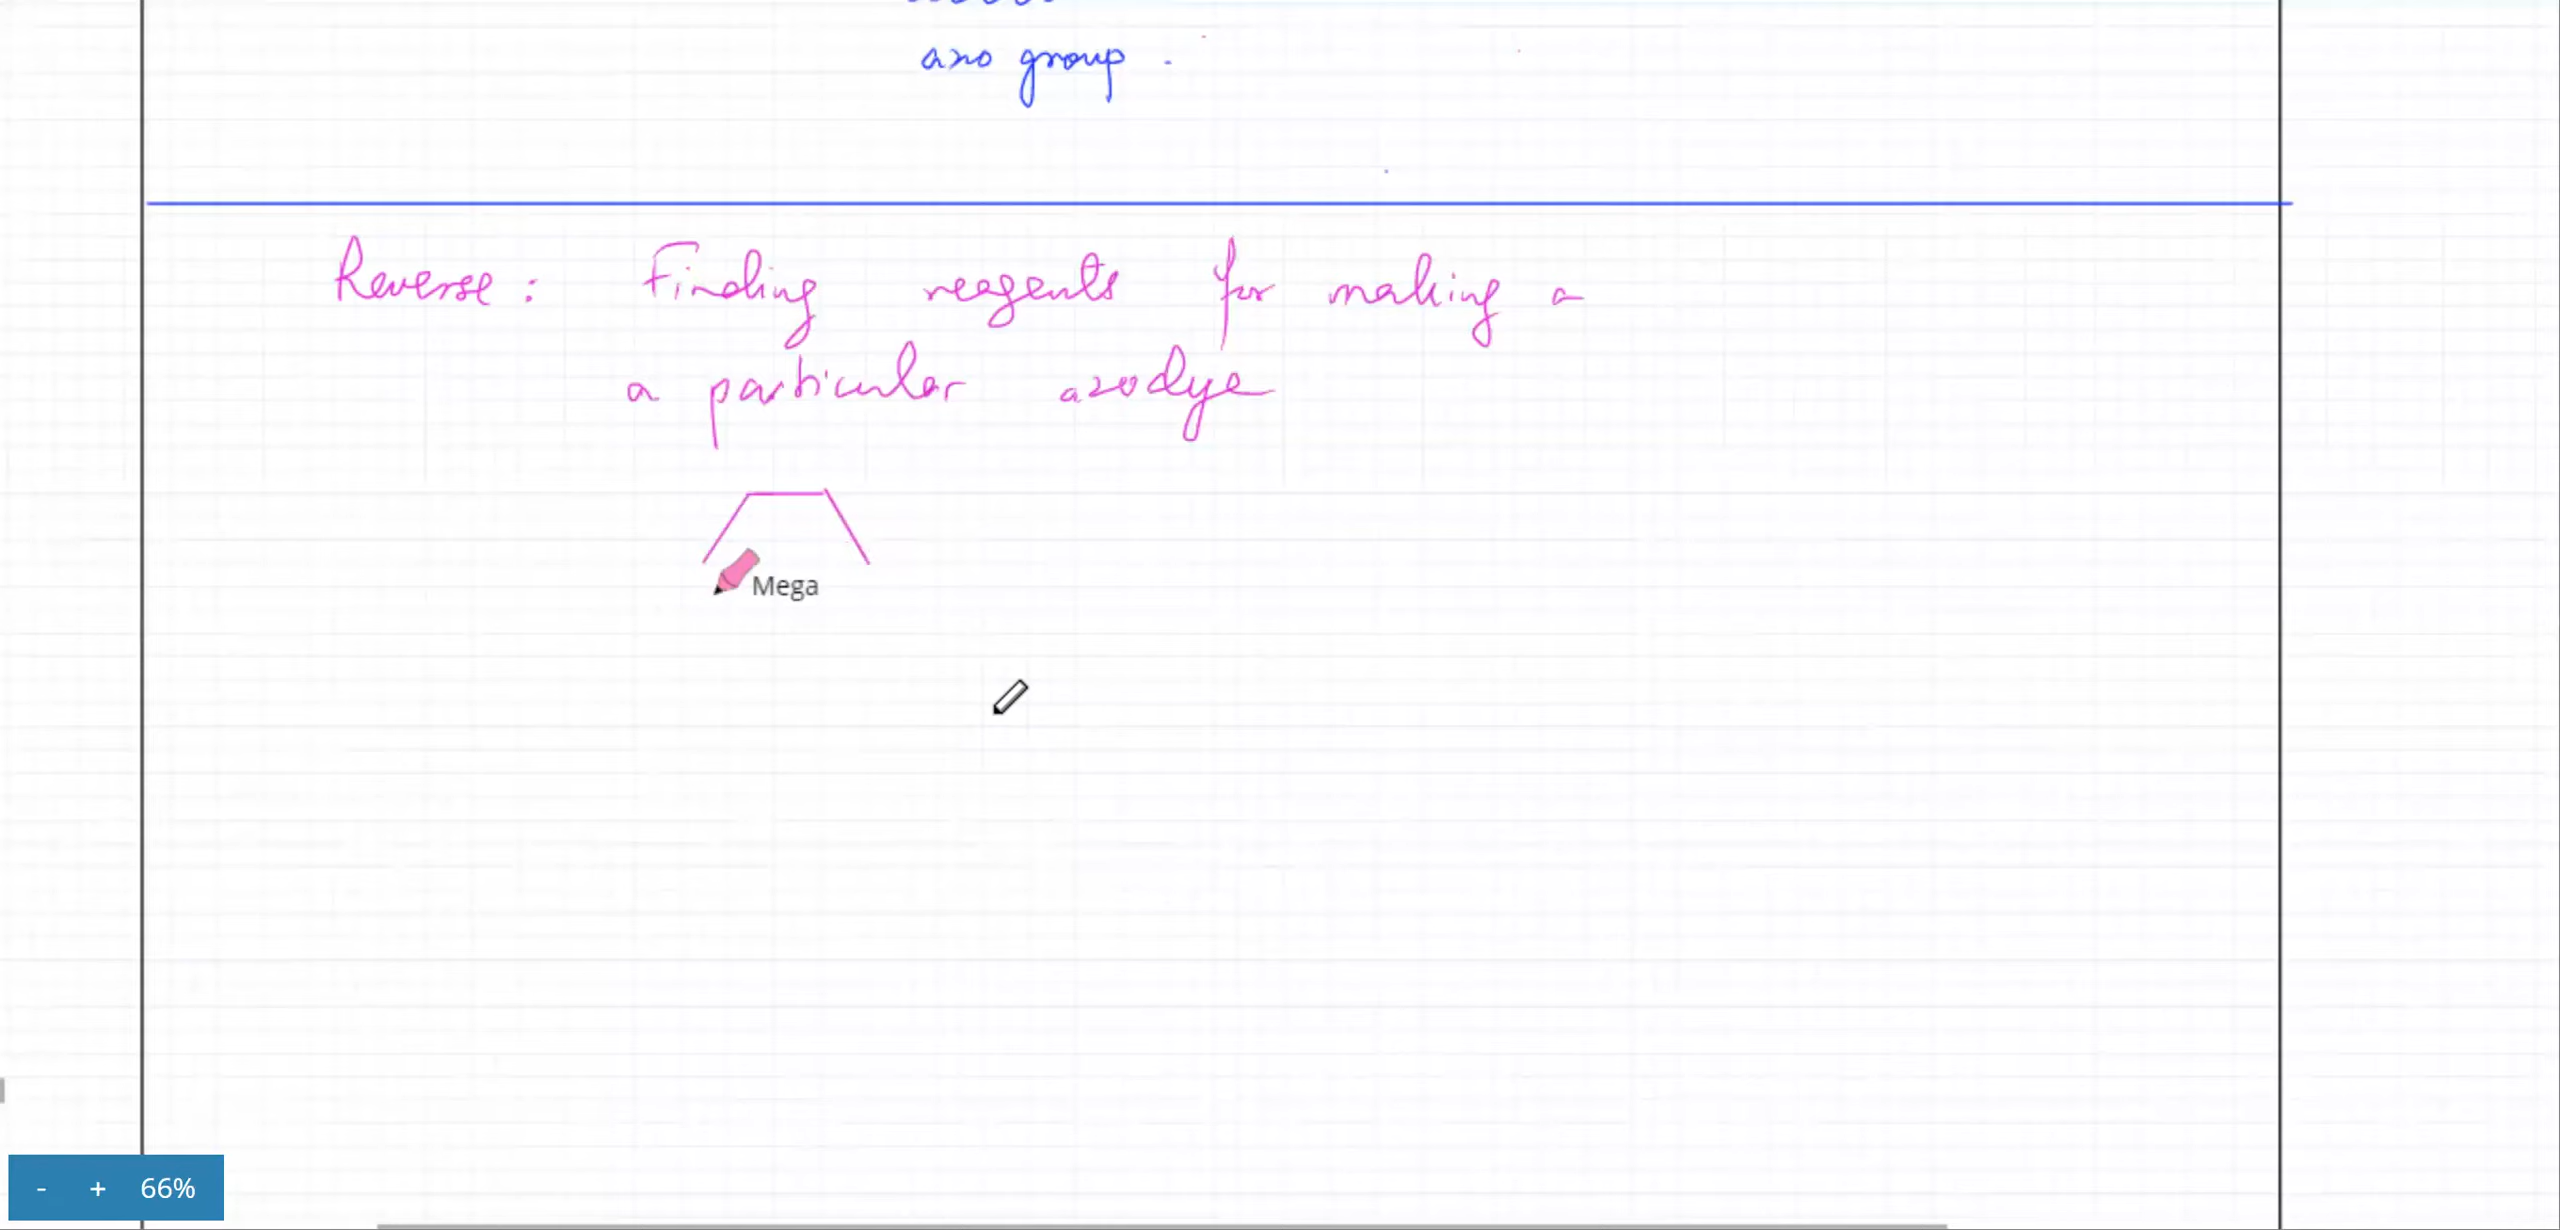 azo group .
Reverse : Finding reagents for making a
a particular azodye
Mega
- + 66%